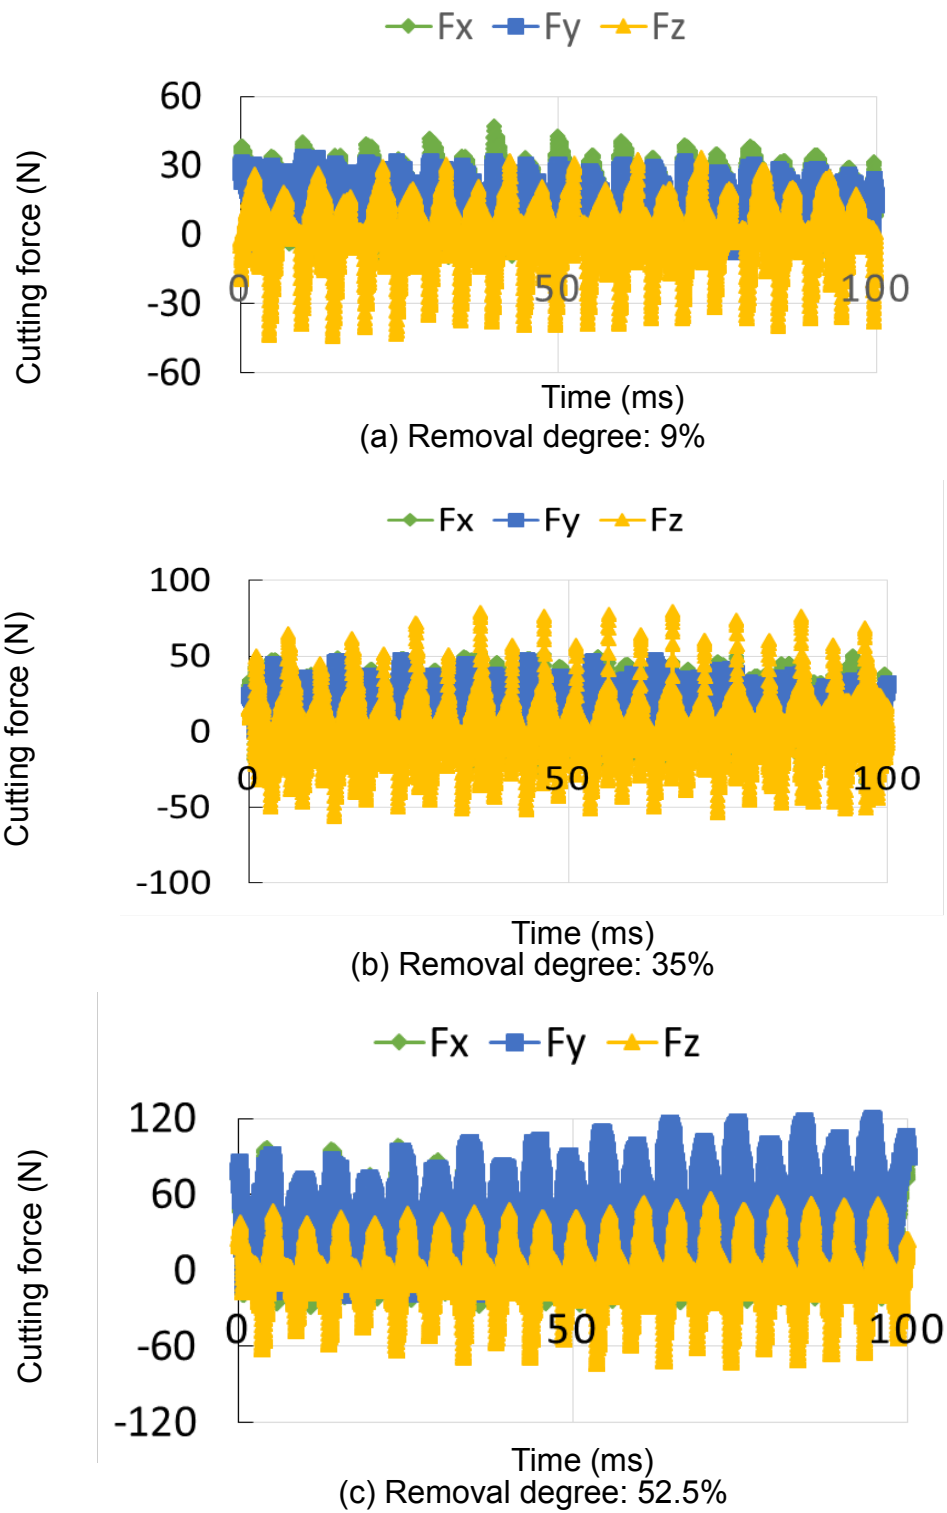 Fx Fy Fz
60
30
0
-30
-60
Cutting force (N)
0 50 100
Time (ms)
(a) Removal degree: 9%
Fx Fy Fz
100
50
0
-50
-100
Cutting force (N)
0 50 100
Time (ms)
(b) Removal degree: 35%
Fx Fy Fz
120
60
0
-60
-120
Cutting force (N)
0 50 100
Time (ms)
(c) Removal degree: 52.5%